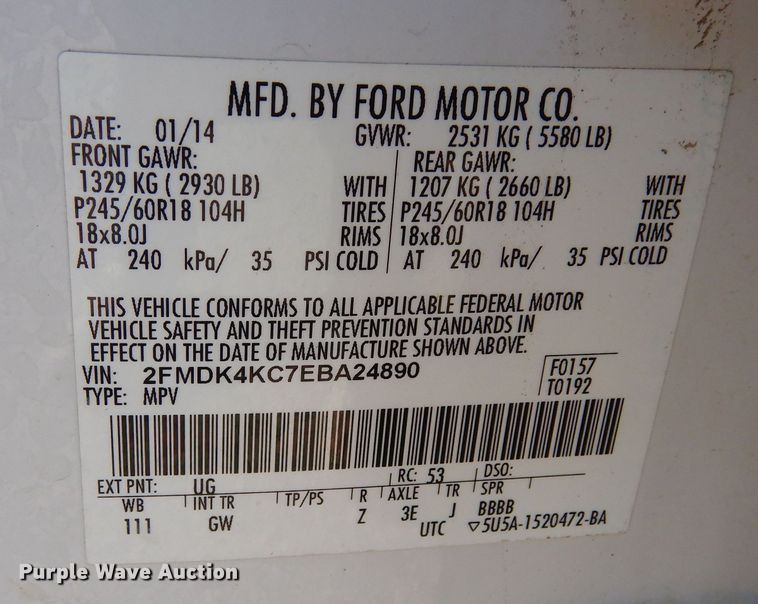 MFD. BY FORD MOTOR CO.
DATE: 01/14 GVWR: 2531 KG ( 5580 LB)
FRONT GAWR: REAR GAWR:
1329 KG ( 2930 LB) WITH 1207 KG ( 2660 LB) WITH
P245/60R18 104H TIRES P245/60R18 104H TIRES
18x8.0J RIMS 18x8.0J RIMS
AT 240 kPa/ 35 PSI COLD AT 240 kPa/ 35 PSI COLD
THIS VEHICLE CONFORMS TO ALL APPLICABLE FEDERAL MOTOR
VEHICLE SAFETY AND THEFT PREVENTION STANDARDS IN
EFFECT ON THE DATE OF MANUFACTURE SHOWN ABOVE.
VIN: 2FMDK4KC7EBA24890 F0157
TYPE: MPV T0192
EXT PNT: UG RC: 53 DSO:
WB INT TR TP/PS R AXLE TR SPR
111 GW Z 3E J BBBB
UTC ▽5U5A-1520472-BA
Purple Wave Auction